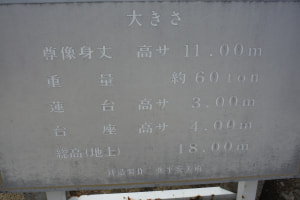 大きさ
尊像身丈 高サ 11.00m
重量 約60ton
蓮台 高サ 3.00m
台座 高サ 4.00m
総高(地上) 18.00m